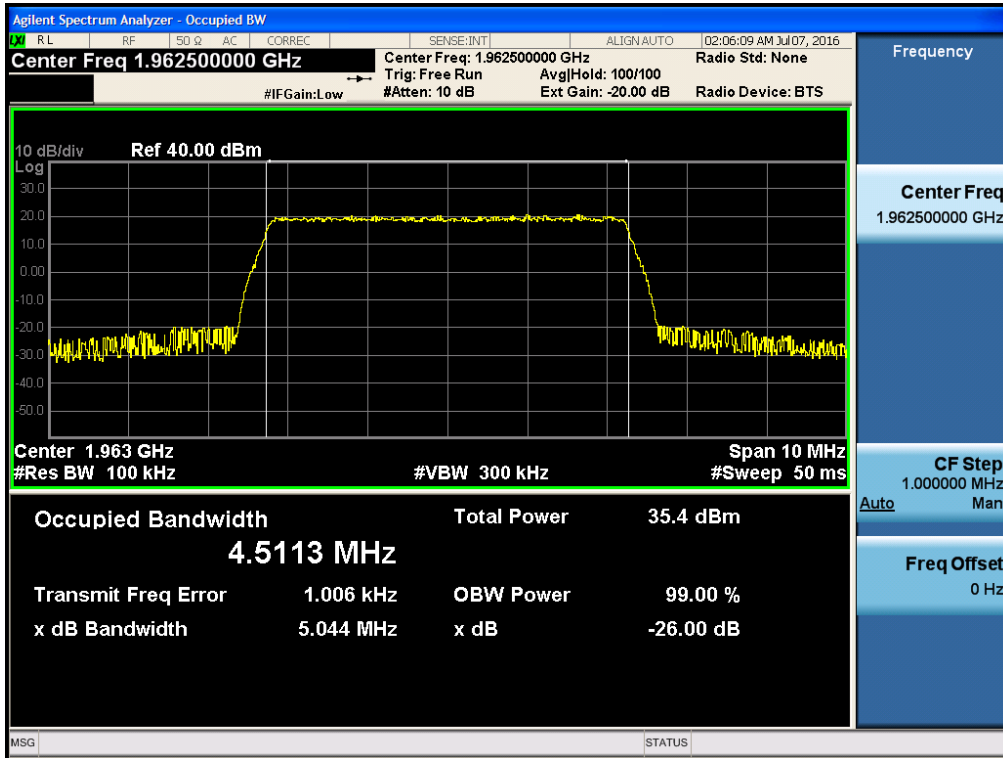 Agilent Spectrum Analyzer - Occupied BW
LXI RL RF 50 Ω AC CORREC SENSE:INT ALIGN AUTO 02:06:09 AM Jul 07, 2016
Center Freq 1.962500000 GHz
Center Freq: 1.962500000 GHz Radio Std: None
Trig: Free Run Avg|Hold: 100/100
#IFGain:Low #Atten: 10 dB Ext Gain: -20.00 dB Radio Device: BTS
10 dB/div Ref 40.00 dBm
Log
30.0
20.0
10.0
0.00
-10.0
-20.0
-30.0
-40.0
-50.0
Center 1.963 GHz Span 10 MHz
#Res BW 100 kHz #VBW 300 kHz #Sweep 50 ms
Occupied Bandwidth Total Power 35.4 dBm
4.5113 MHz
Transmit Freq Error 1.006 kHz OBW Power 99.00 %
x dB Bandwidth 5.044 MHz x dB -26.00 dB
MSG STATUS
Frequency
Center Freq
1.962500000 GHz
CF Step
1.000000 MHz
Auto Man
Freq Offset
0 Hz